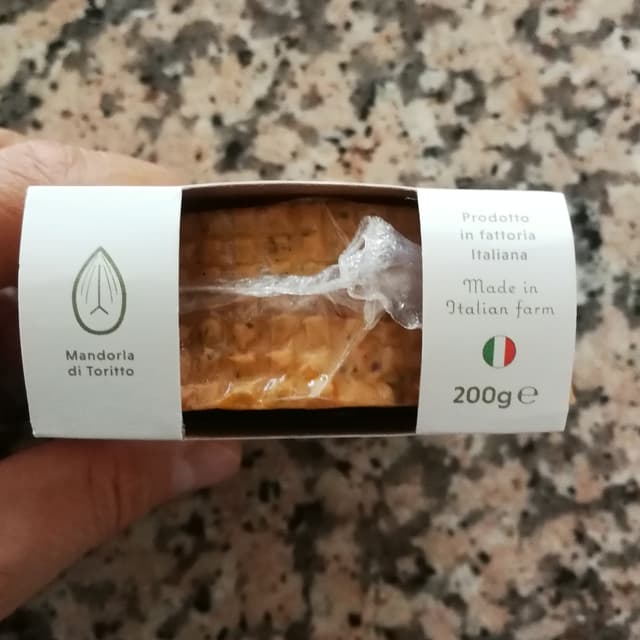 Mandorla
di Toritto
Prodotto
in fattoria
Italiana
Made in
Italian farm
200g ℮